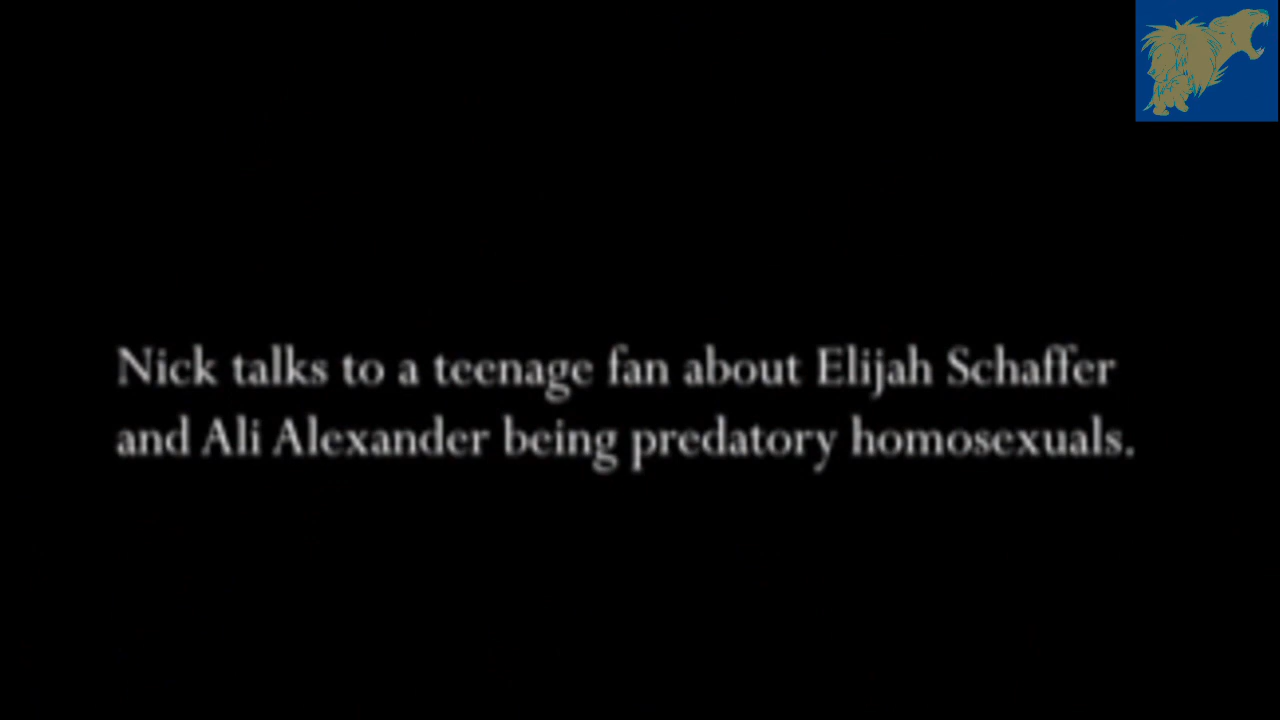 Nick talks to a teenage fan about Elijah Schaffer
and Ali Alexander being predatory homosexuals.